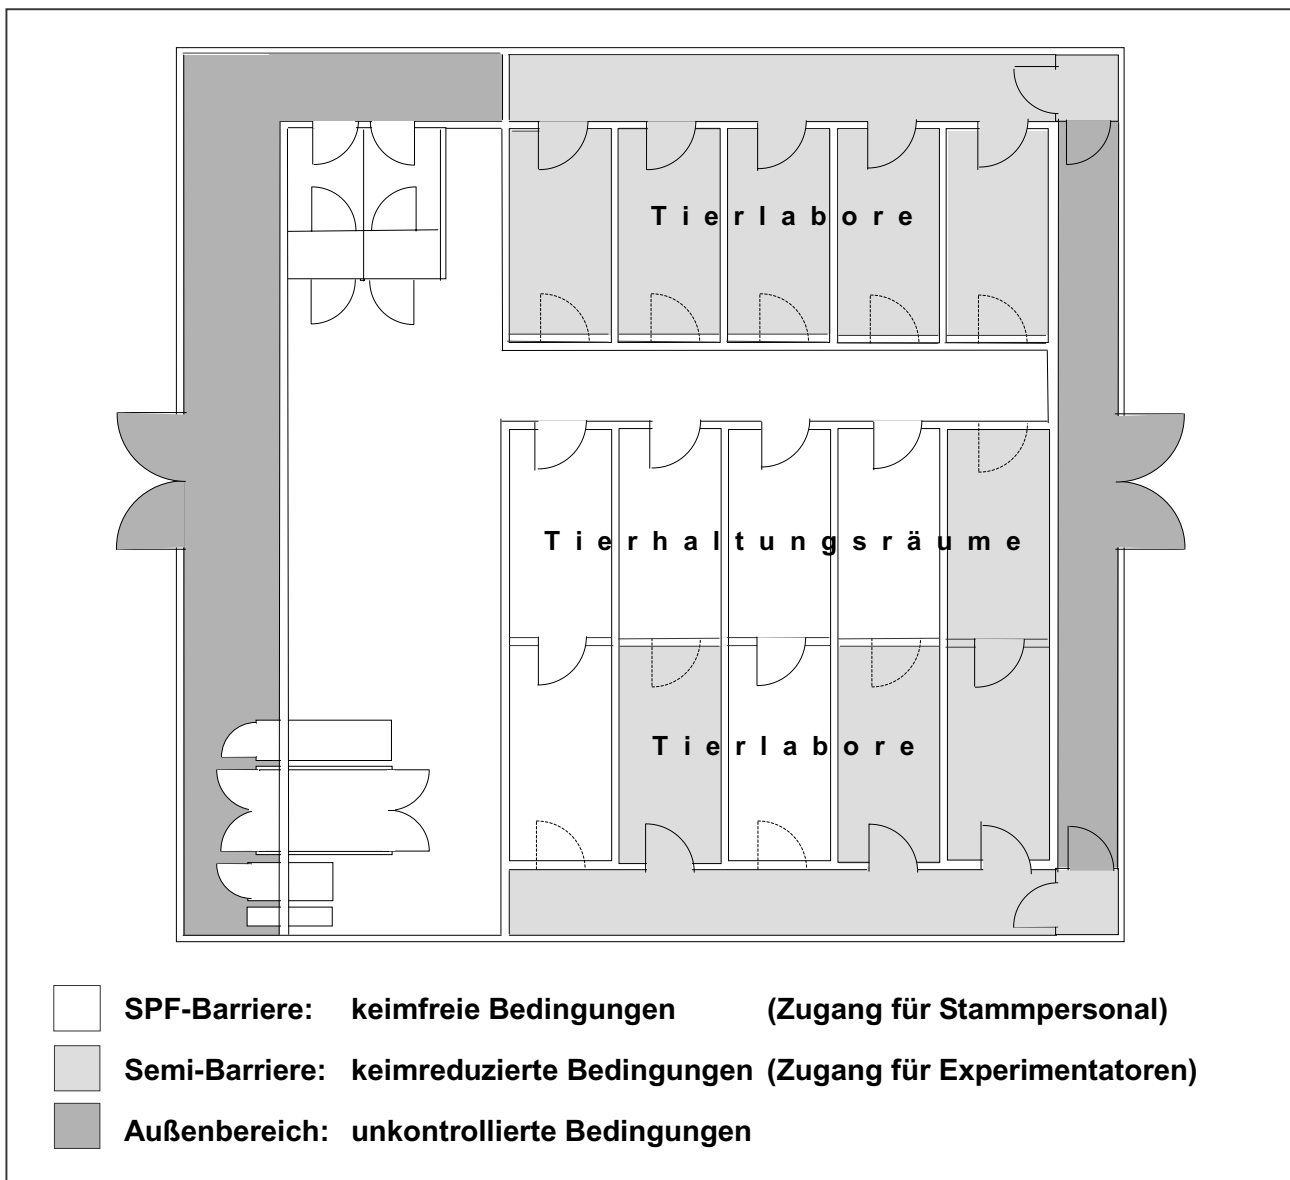 Tierlabore
Tierhaltungsräume
Tierlabore
SPF-Barriere: keimfreie Bedingungen (Zugang für Stammpersonal)
Semi-Barriere: keimreduzierte Bedingungen (Zugang für Experimentatoren)
Außenbereich: unkontrollierte Bedingungen